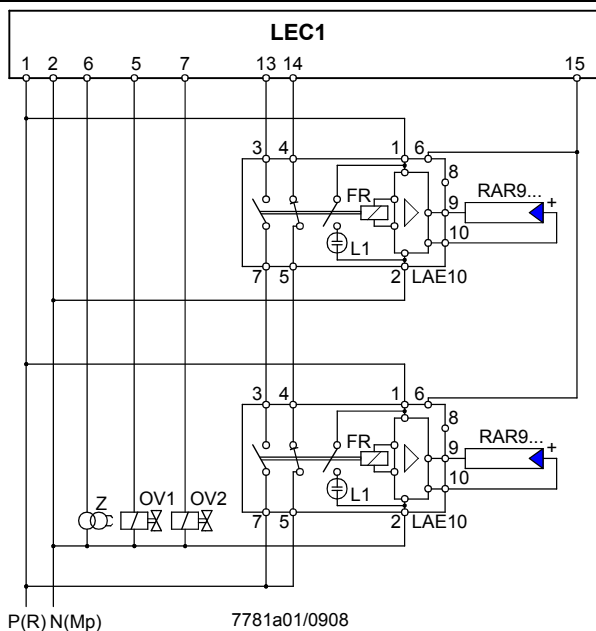 LEC1
1 2 6 5 7 13 14 15
3 4 1 6
8
FR RAR9... +
9
10
L1
7 5 2 LAE10
3 4 1 6
8
FR RAR9... +
9
10
L1
7 5 2 LAE10
Z OV1 OV2
P(R) N(Mp) 7781a01/0908